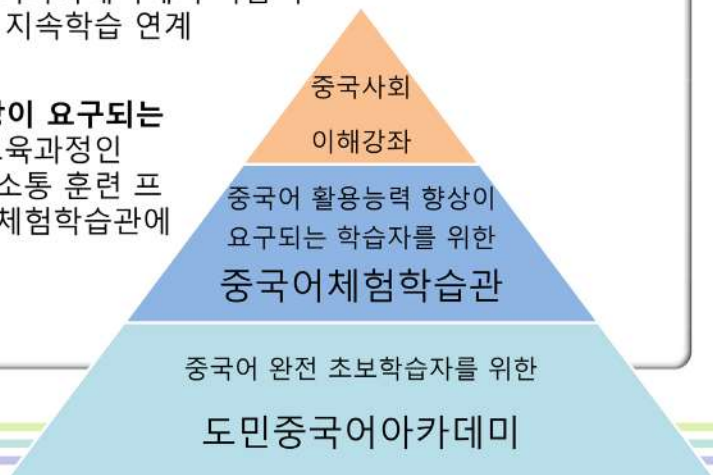 지속학습 연계
이 요구되는
육과정인
소통 훈련 프
체험학습관에
중국사회
이해강좌
중국어 활용능력 향상이
요구되는 학습자를 위한
중국어체험학습관
중국어 완전 초보학습자를 위한
도민중국어아카데미